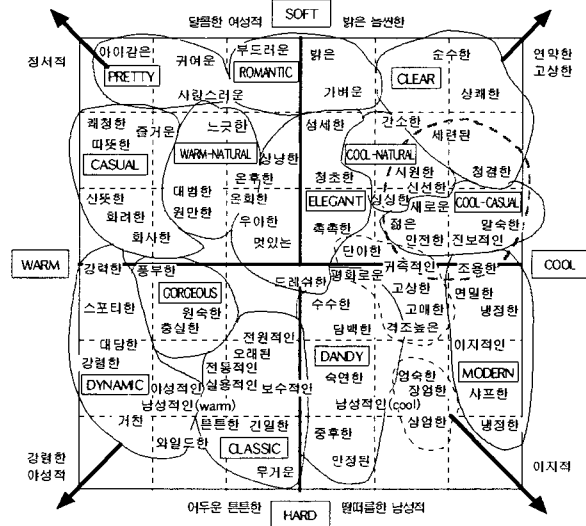 달콤한 여성적 SOFT 밝은 늠씬한
정서적
연약한
고상한
아이같은
귀여운
PRETTY
사랑스러운
부드러운
ROMANTIC
밝은
가벼운
순수한
CLEAR
상쾌한
쾌청한
즐거운
따뜻한
CASUAL
산뜻한
화려한
화사한
느긋한
WARM-NATURAL
대범한
원만한
섬세한
상냥한
온후한
온화한
우아한
멋있는
청초한
ELEGANT
촉촉한
간소한
COOL-NATURAL
싱싱한
세련된
시원한
신선한
청결한
새로운
COOL-CASUAL
젊은
말숙한
안전한
진보적인
WARM
COOL
강력한
스포티한
대담한
강렬한
DYNAMIC
거친
야성적인
남성적인(warm)
와일드한
풍부한
GORGEOUS
원숙한
충실한
드레쉬한
단아한
평화로운
귀족적인
고상한
고매한
격조높은
조용한
면밀한
냉정한
이지적인
MODERN
샤프한
냉정한
전원적인
오래된
전통적인
실용적인
보수적인
튼튼한
긴밀한
CLASSIC
무거운
수수한
담백한
DANDY
숙연한
남성적인(cool)
중후한
안정된
엄숙한
장엄한
강렬한
야성적
이지적
어두운 튼튼한 HARD 남성적